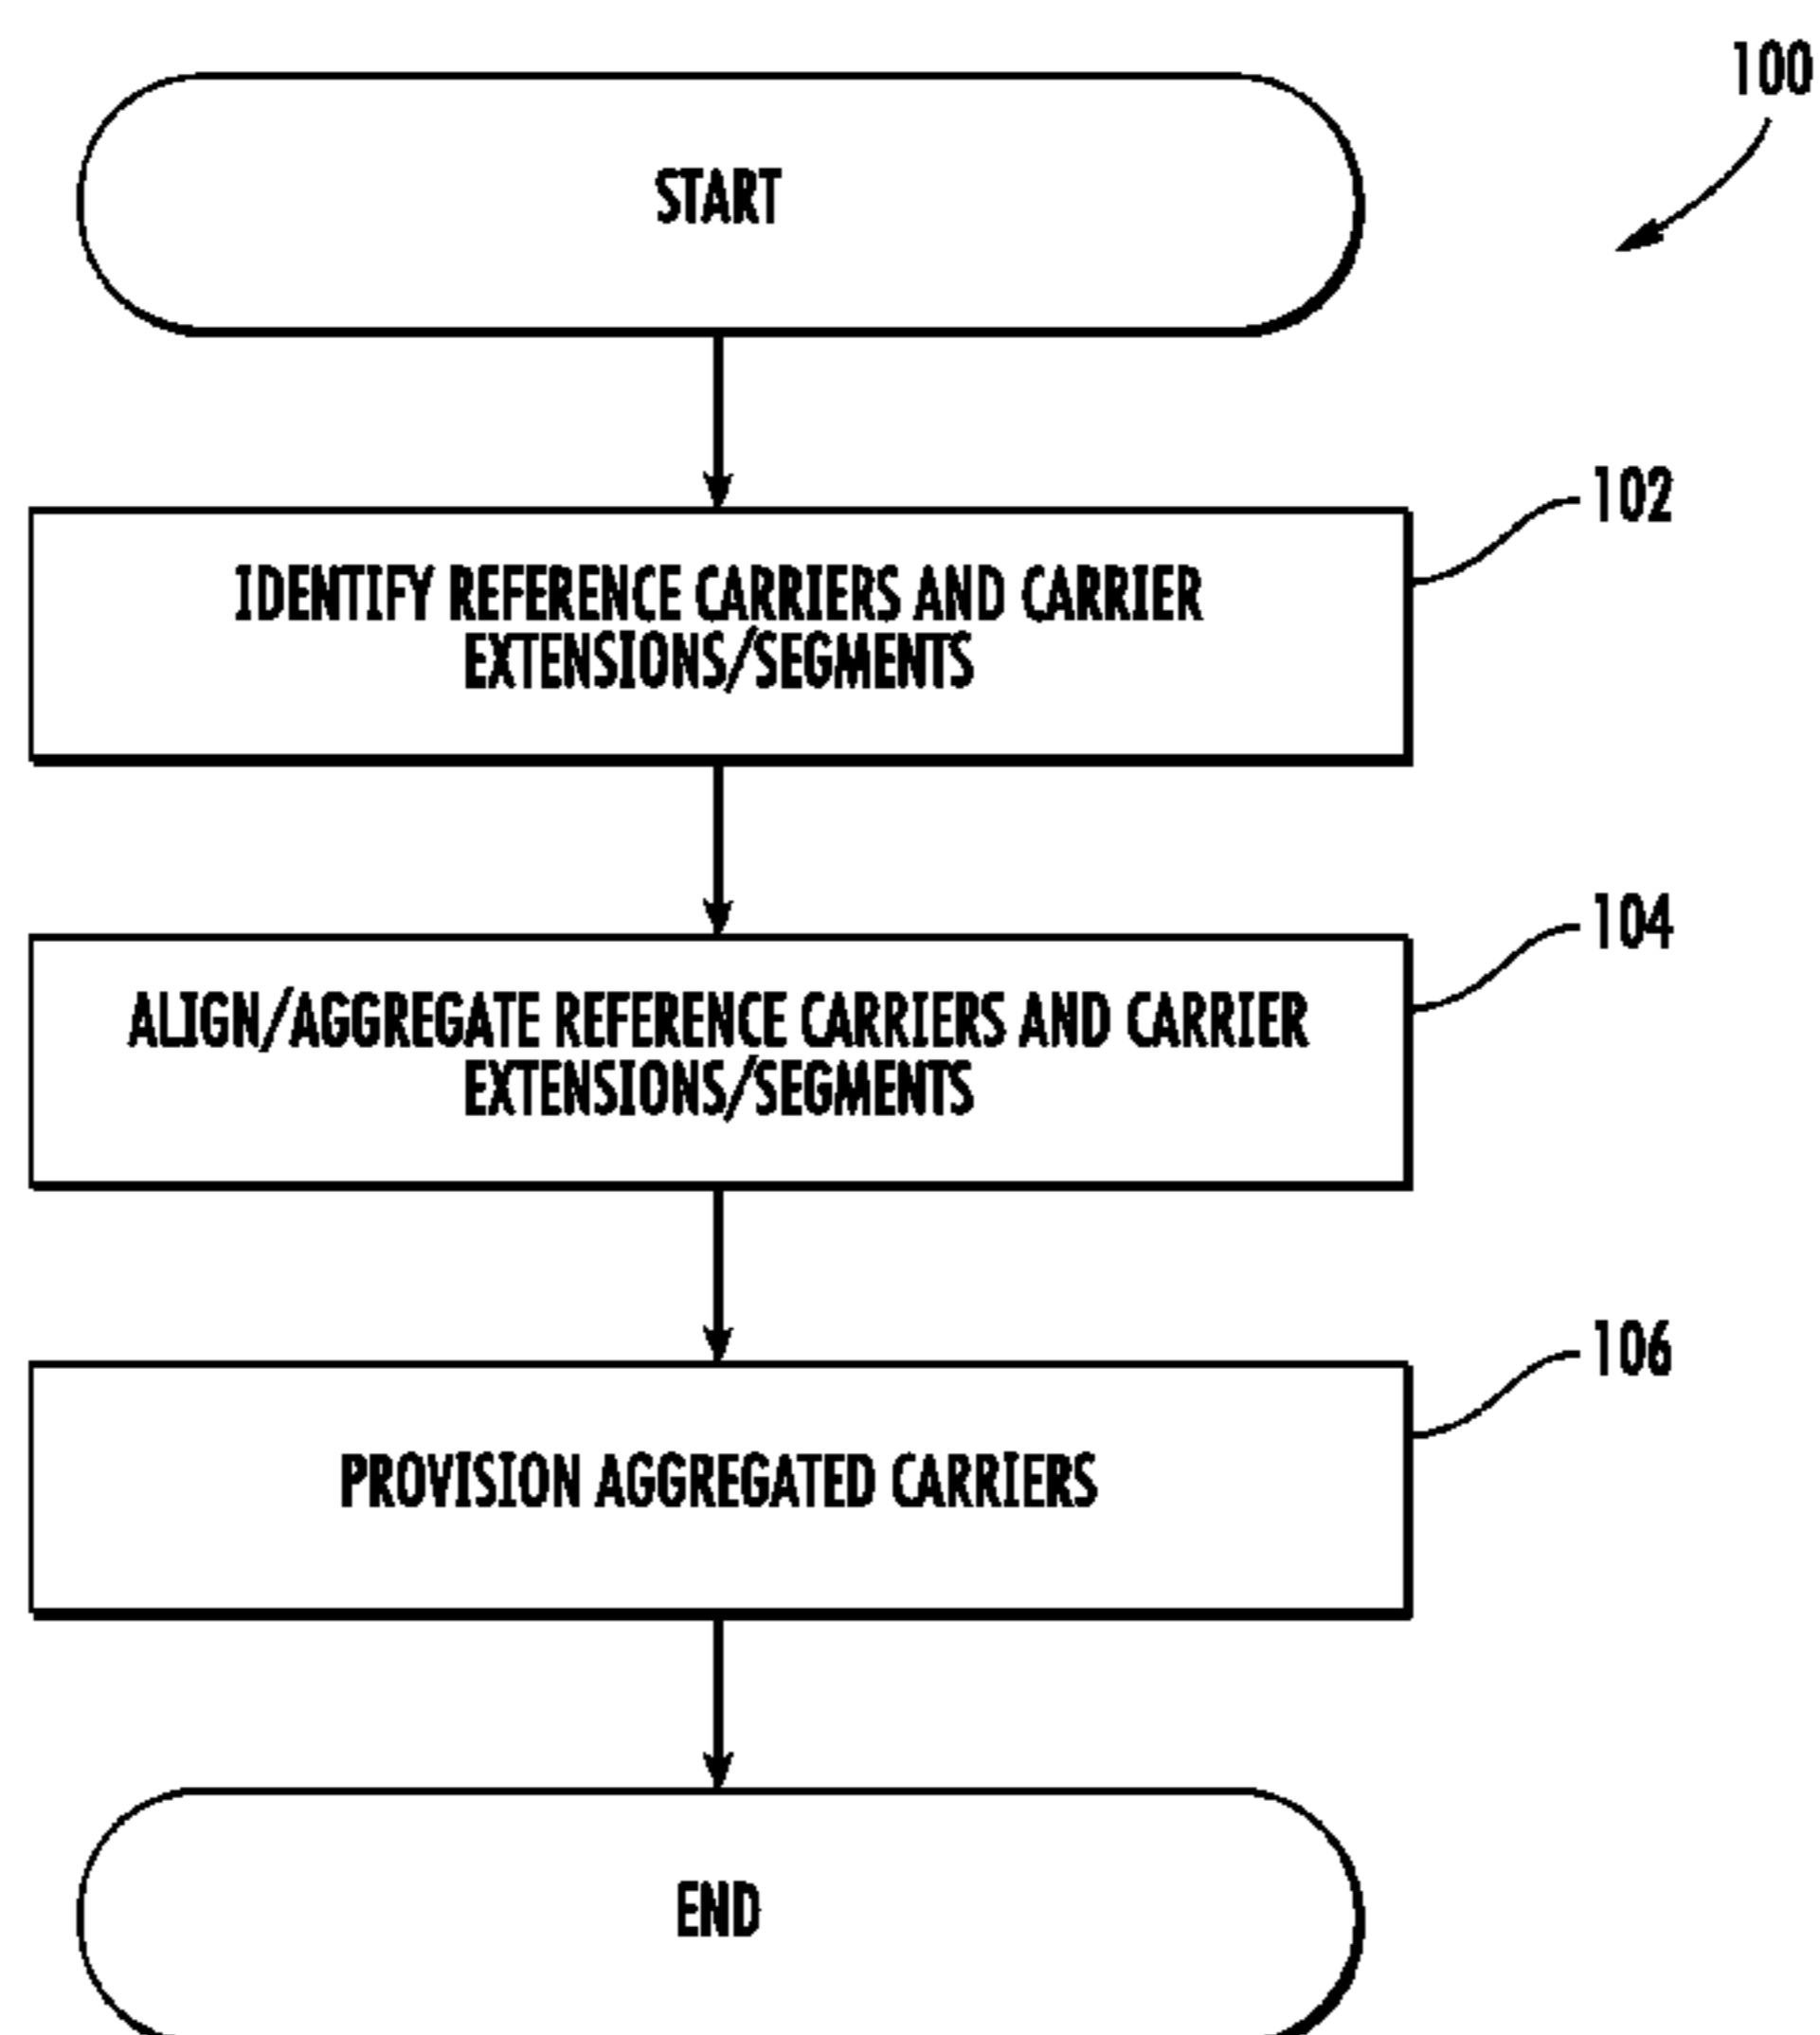 100
START
102
IDENTIFY REFERENCE CARRIERS AND CARRIER
EXTENSIONS/SEGMENTS
104
ALIGN/AGGREGATE REFERENCE CARRIERS AND CARRIER
EXTENSIONS/SEGMENTS
106
PROVISION AGGREGATED CARRIERS
END